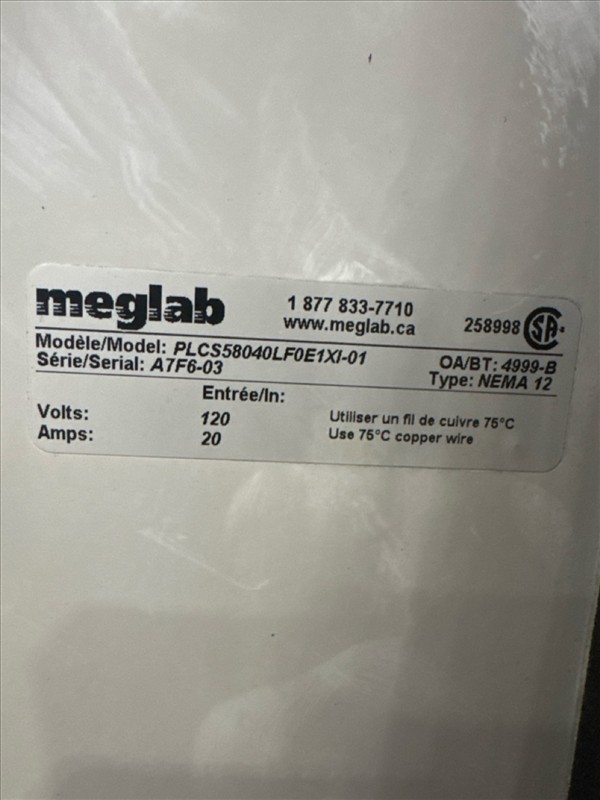 meglab
1 877 833-7710
www.meglab.ca
258998 SA
Modèle/Model: PLCS58040LF0E1XI-01
Série/Serial: A7F6-03
OA/BT: 4999-B
Type: NEMA 12
Entrée/In:
Volts: 120
Amps: 20
Utiliser un fil de cuivre 75°C
Use 75°C copper wire